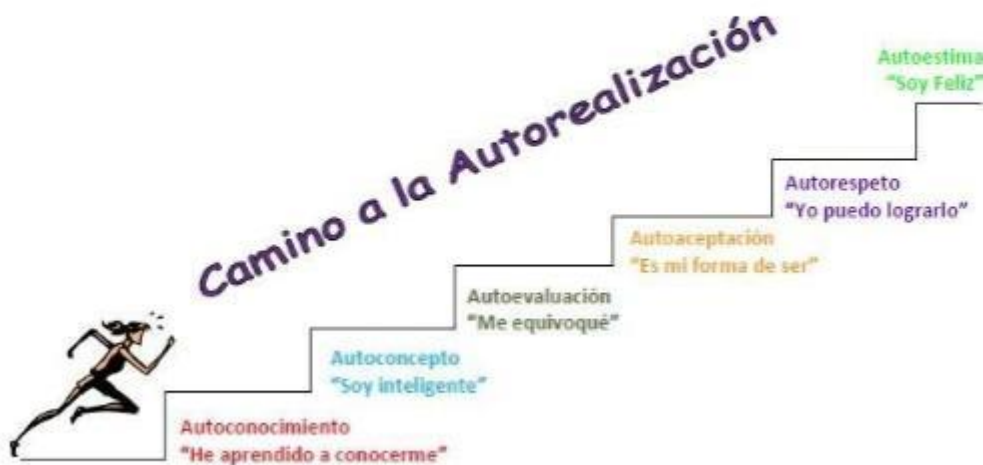 Camino a la Autorealización
Autoestima
"Soy Feliz"
Autorespeto
"Yo puedo lograrlo"
Autoaceptación
"Es mi forma de ser"
Autoevaluación
"Me equivoqué"
Autoconcepto
"Soy inteligente"
Autoconocimiento
"He aprendido a conocerme"